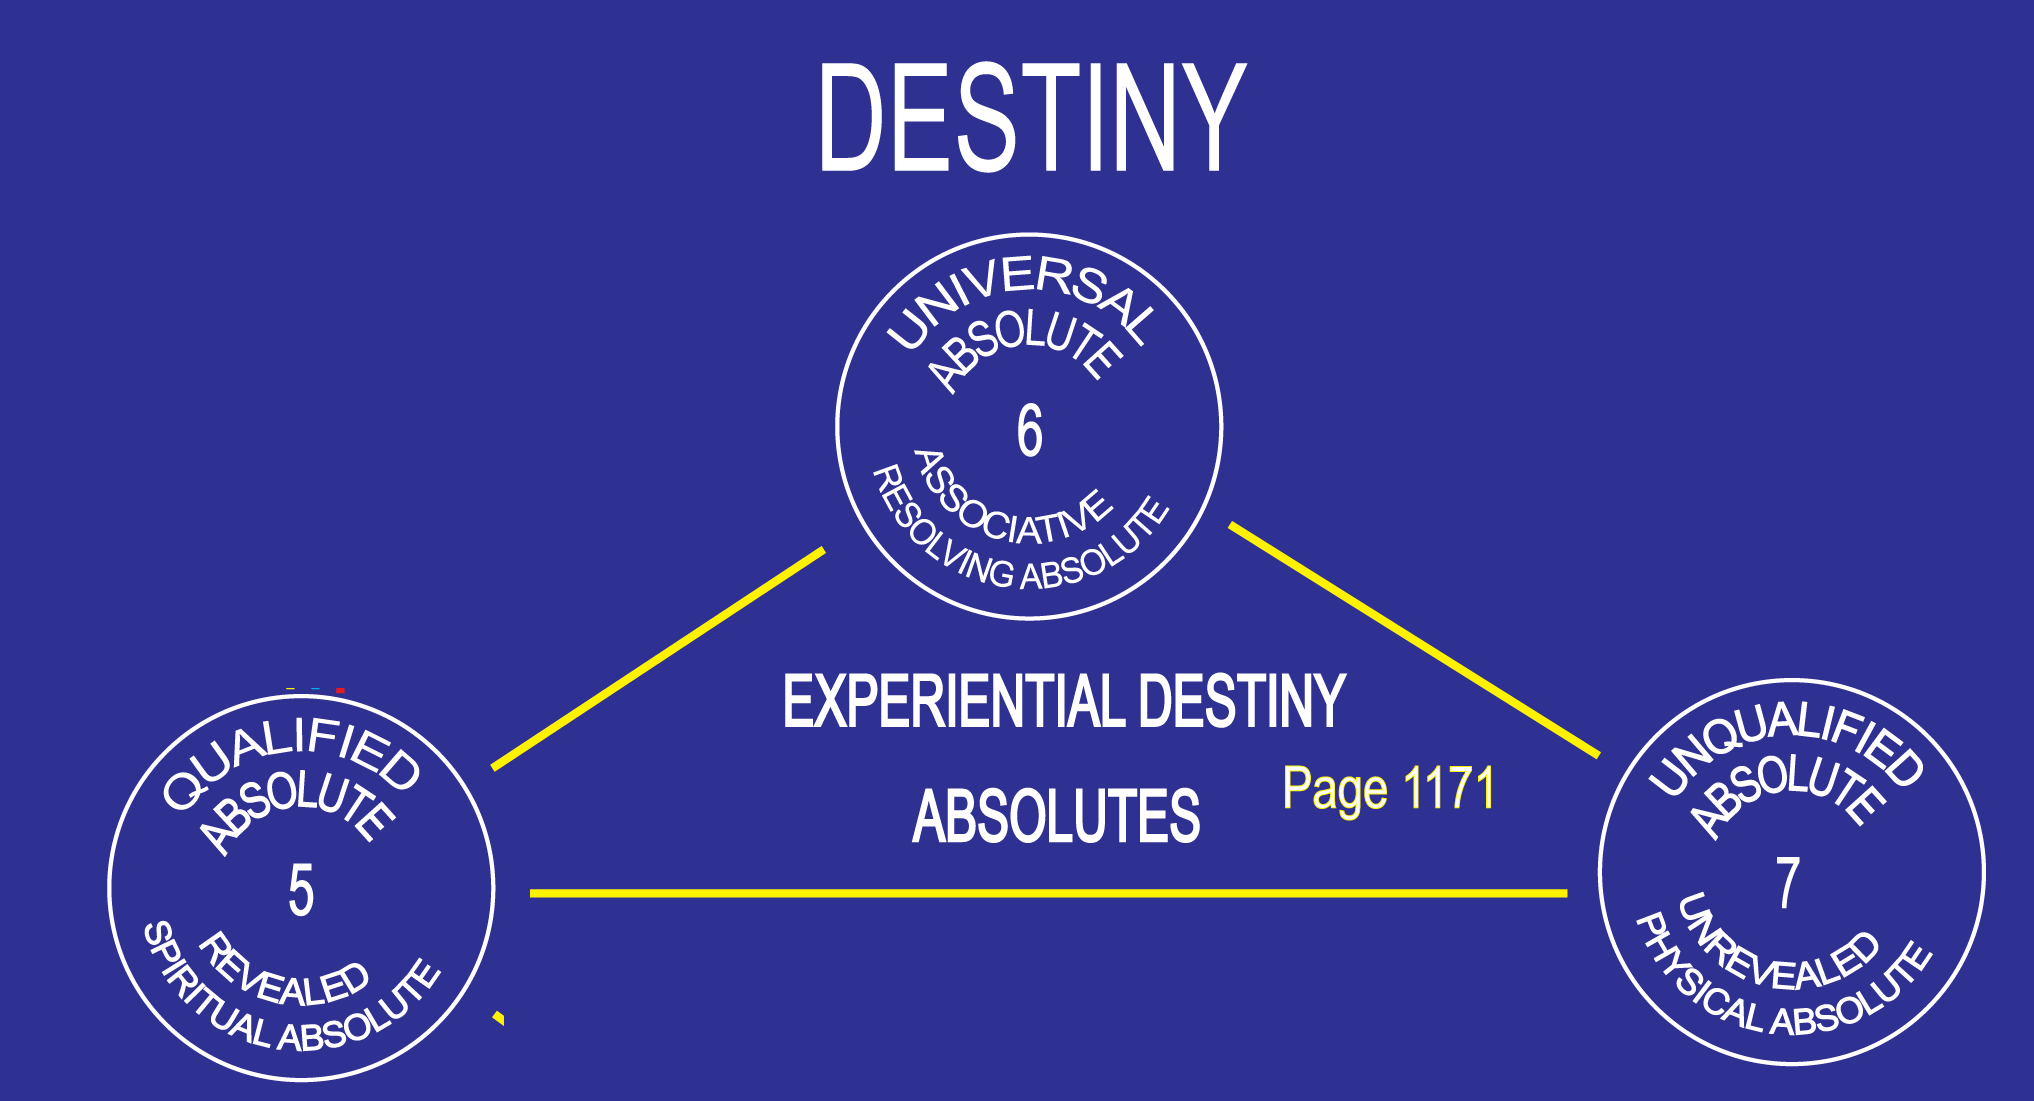 DESTINY
UNIVERSAL
ABSOLUTE
6
ASSOCIATIVE
RESOLVING ABSOLUTE
EXPERIENTIAL DESTINY
ABSOLUTES
Page 1171
QUALIFIED
ABSOLUTE
5
REVEALED
SPIRITUAL ABSOLUTE
UNQUALIFIED
ABSOLUTE
7
UNREVEALED
PHYSICAL ABSOLUTE